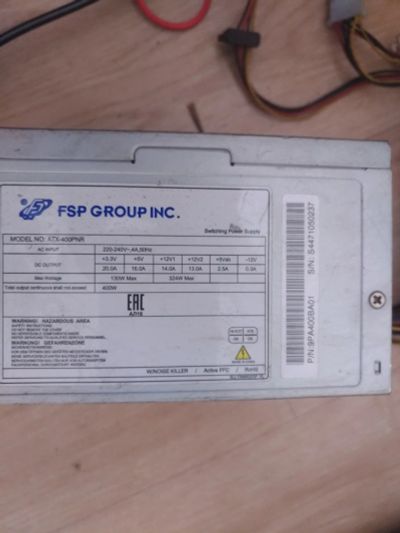 FSP GROUP INC.
Switching Power Supply
MODEL NO: ATX-400PNR
AC INPUT 220-240V~,4A,50Hz
DC OUTPUT +3.3V +5V +12V1 +12V2 +5Vsb -12V
20.0A 16.0A 14.0A 13.0A 2.5A 0.3A
Max Wattage 130W Max 324W Max
Total output continuous shall not exceed 400W
EAC
WARNING! HAZARDOUS AREA
WARNUNG! GEFAHRENZONE
W/NOISE KILLER / Active PFC / RoHS
S/N: S4471050237
P/N:9PA400BA01